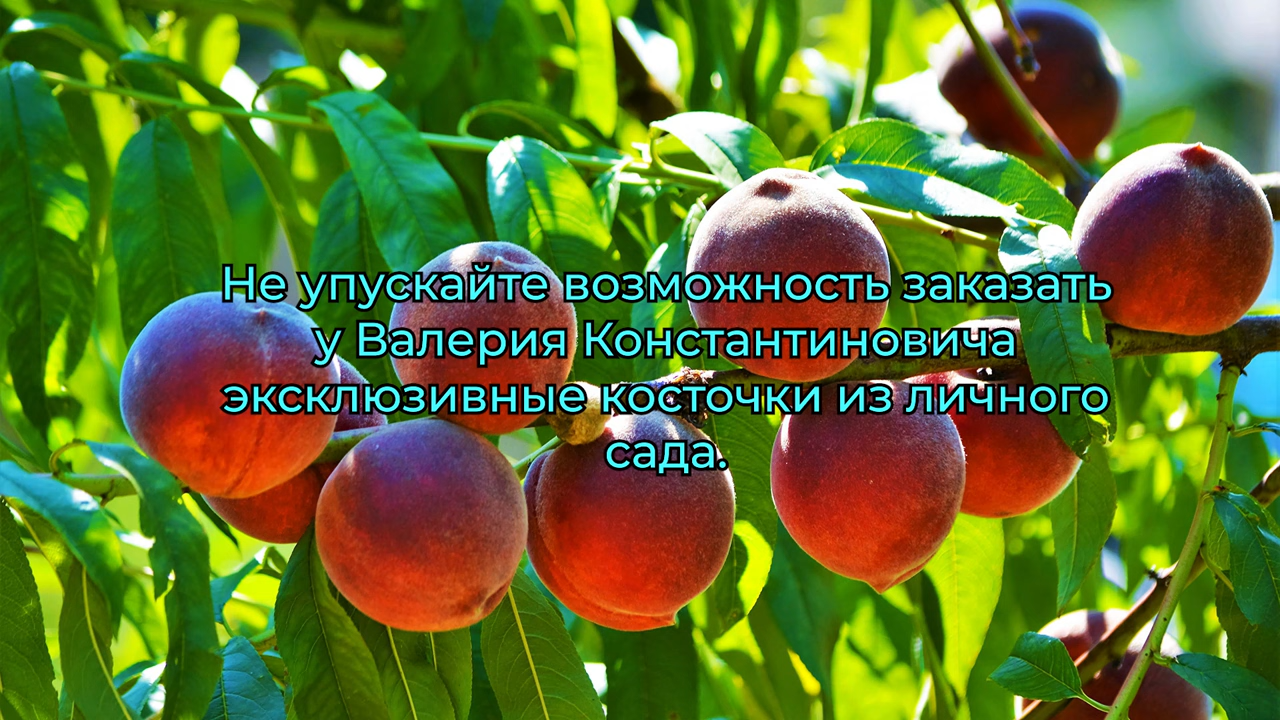 Не упускайте возможность заказать
у Валерия Константиновича
эксклюзивные косточки из личного
сада.